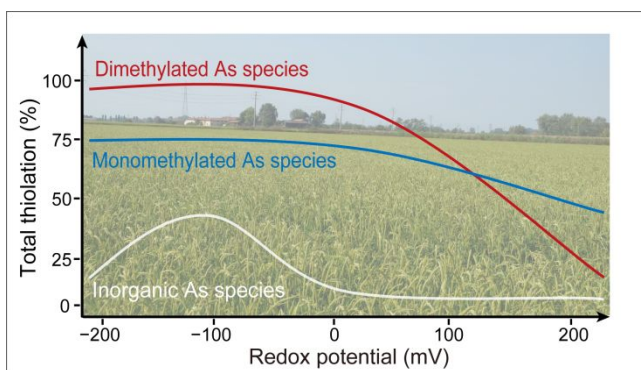 Total thiolation (%)
100
75
50
25
0
Dimethylated As species
Monomethylated As species
Inorganic As species
−200
−100
0
100
200
Redox potential (mV)